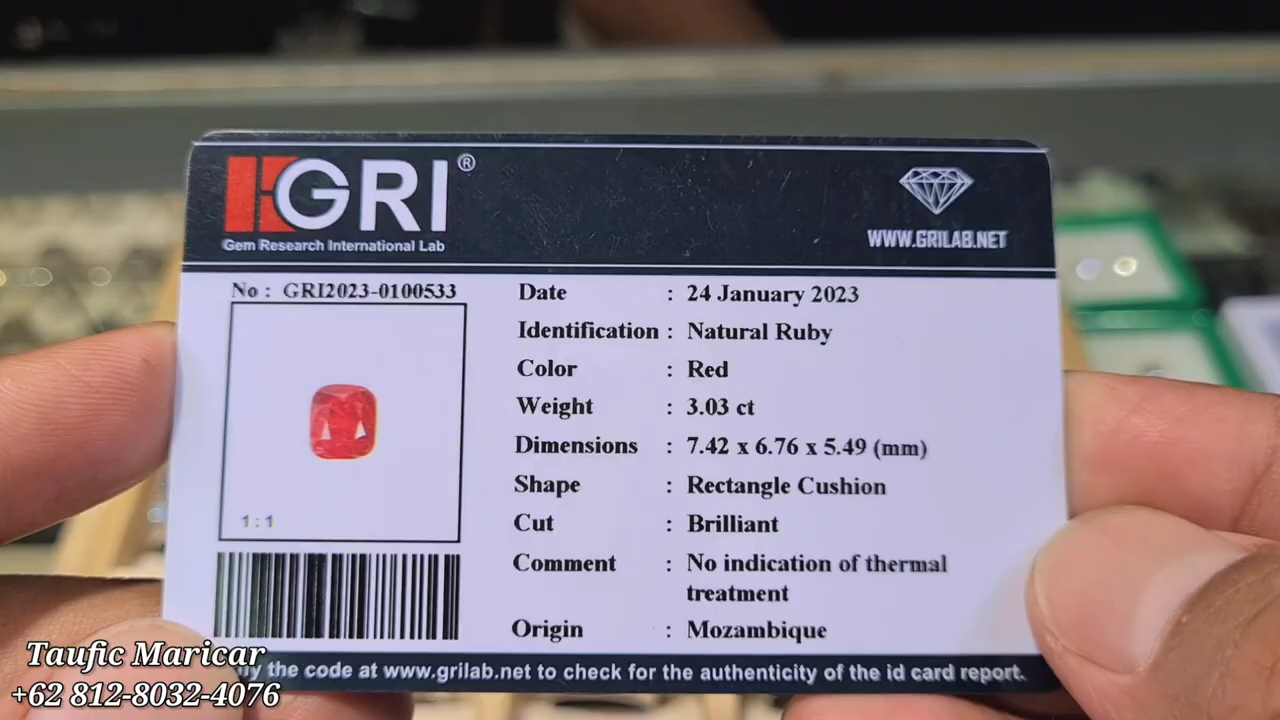 GRI®
Gem Research International Lab
WWW.GRILAB.NET
No : GRI2023-0100533
1 : 1
Date : 24 January 2023
Identification : Natural Ruby
Color : Red
Weight : 3.03 ct
Dimensions : 7.42 x 6.76 x 5.49 (mm)
Shape : Rectangle Cushion
Cut : Brilliant
Comment : No indication of thermal
treatment
Origin : Mozambique
the code at www.grilab.net to check for the authenticity of the id card report.
Taufic Maricar
+62 812-8032-4076